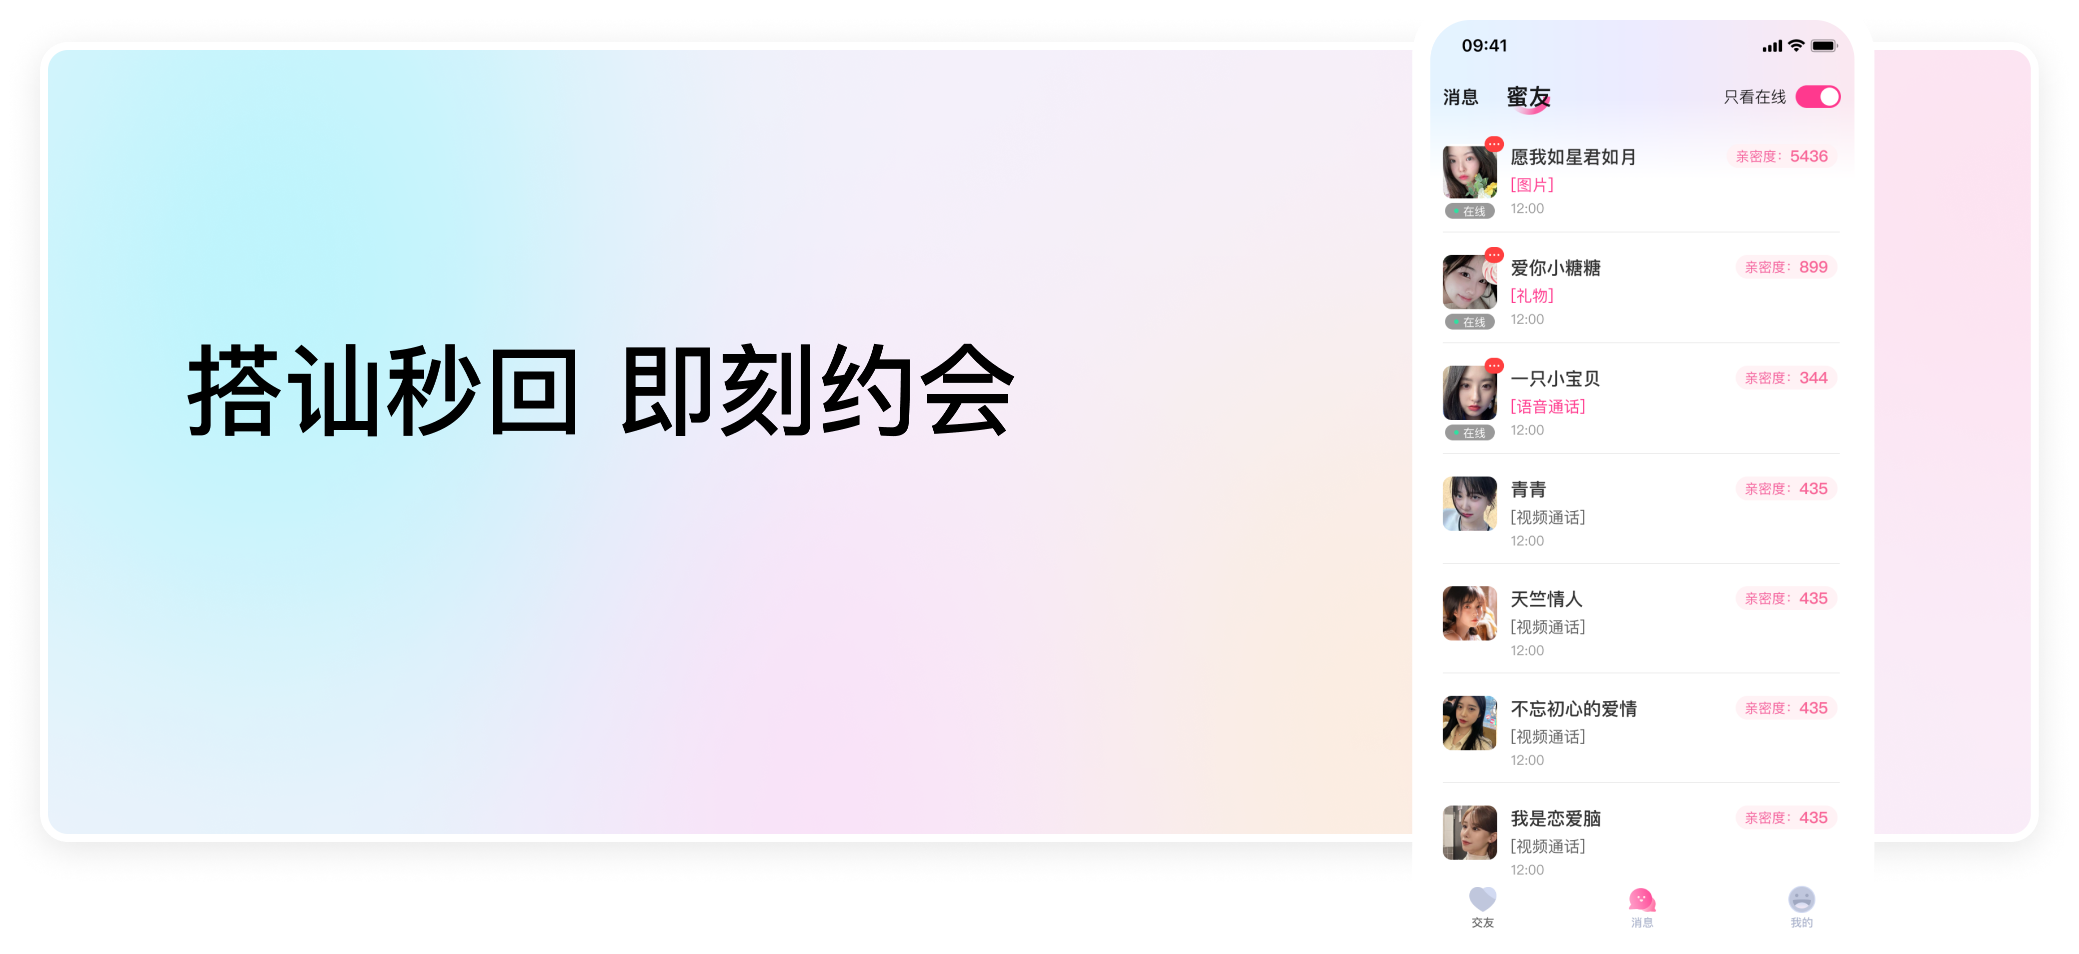 搭讪秒回 即刻约会
09:41
消息 蜜友 只看在线
愿我如星君如月 亲密度：5436
[图片]
在线 12:00
爱你小糖糖 亲密度：899
[礼物]
在线 12:00
一只小宝贝 亲密度：344
[语音通话]
在线 12:00
青青 亲密度：435
[视频通话]
12:00
天竺情人 亲密度：435
[视频通话]
12:00
不忘初心的爱情 亲密度：435
[视频通话]
12:00
我是恋爱脑 亲密度：435
[视频通话]
12:00
交友 消息 我的